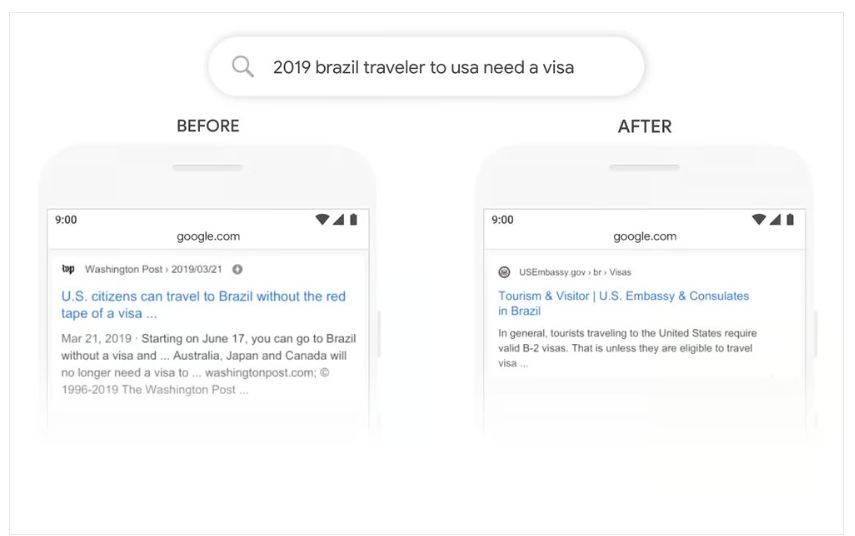 2019 brazil traveler to usa need a visa
BEFORE
9:00
google.com
twp Washington Post › 2019/03/21
U.S. citizens can travel to Brazil without the red
tape of a visa ...
Mar 21, 2019 · Starting on June 17, you can go to Brazil
without a visa and ... Australia, Japan and Canada will
no longer need a visa to ... washingtonpost.com; ©
1996-2019 The Washington Post ...
AFTER
9:00
google.com
USEmbassy.gov › br › Visas
Tourism & Visitor | U.S. Embassy & Consulates
in Brazil
In general, tourists traveling to the United States require
valid B-2 visas. That is unless they are eligible to travel
visa ...